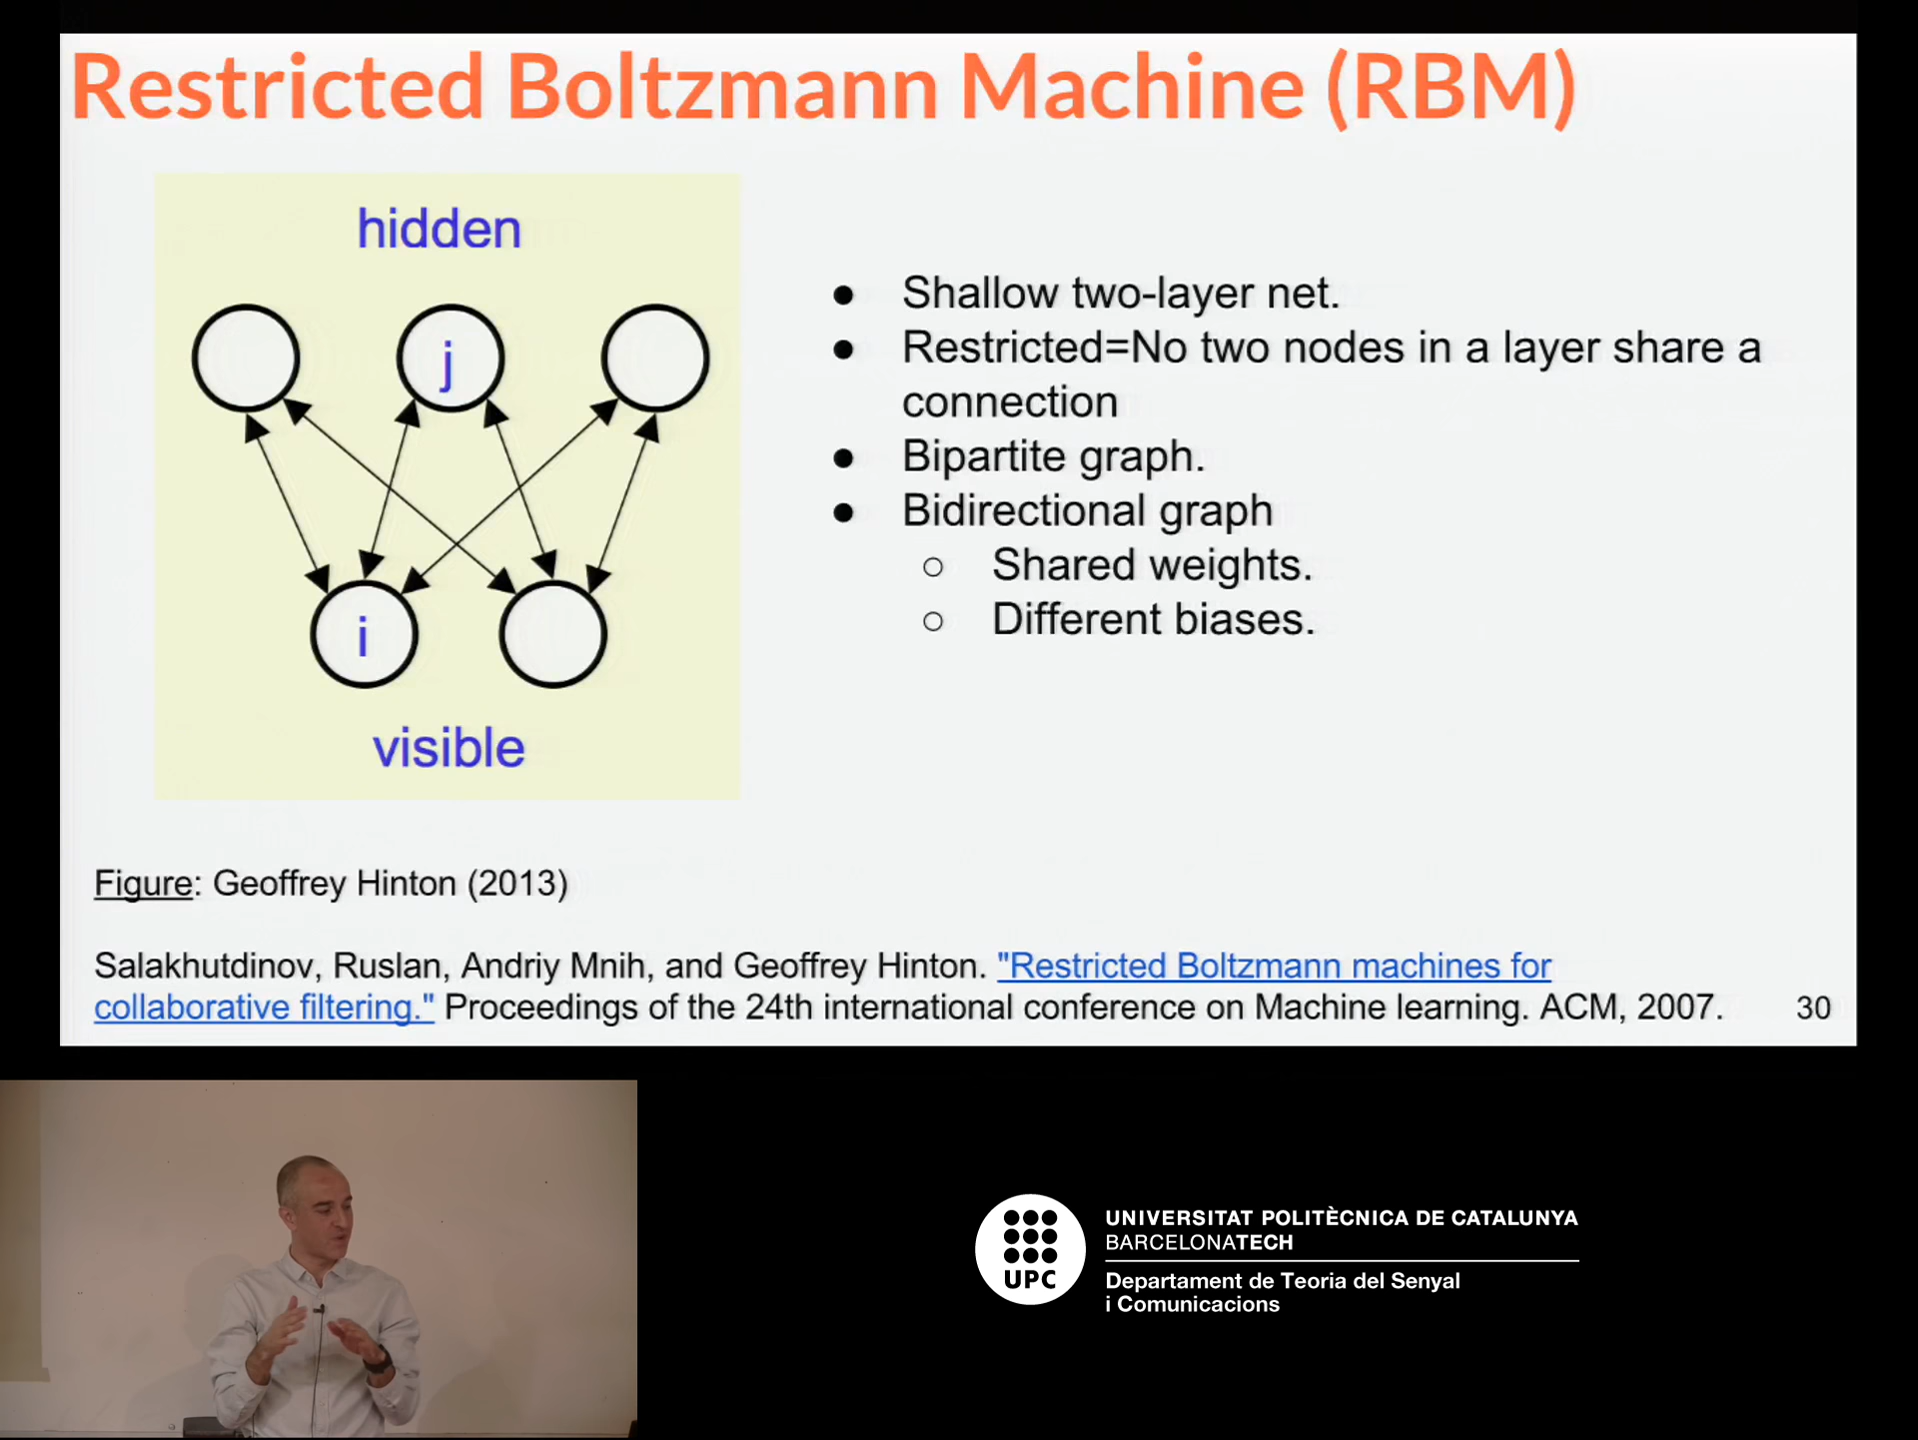 Restricted Boltzmann Machine (RBM)
hidden
j
i
visible
● Shallow two-layer net.
● Restricted=No two nodes in a layer share a
connection
● Bipartite graph.
● Bidirectional graph
○ Shared weights.
○ Different biases.
Figure: Geoffrey Hinton (2013)
Salakhutdinov, Ruslan, Andriy Mnih, and Geoffrey Hinton. "Restricted Boltzmann machines for
collaborative filtering." Proceedings of the 24th international conference on Machine learning. ACM, 2007.
30
UPC
UNIVERSITAT POLITÈCNICA DE CATALUNYA
BARCELONATECH
Departament de Teoria del Senyal
i Comunicacions